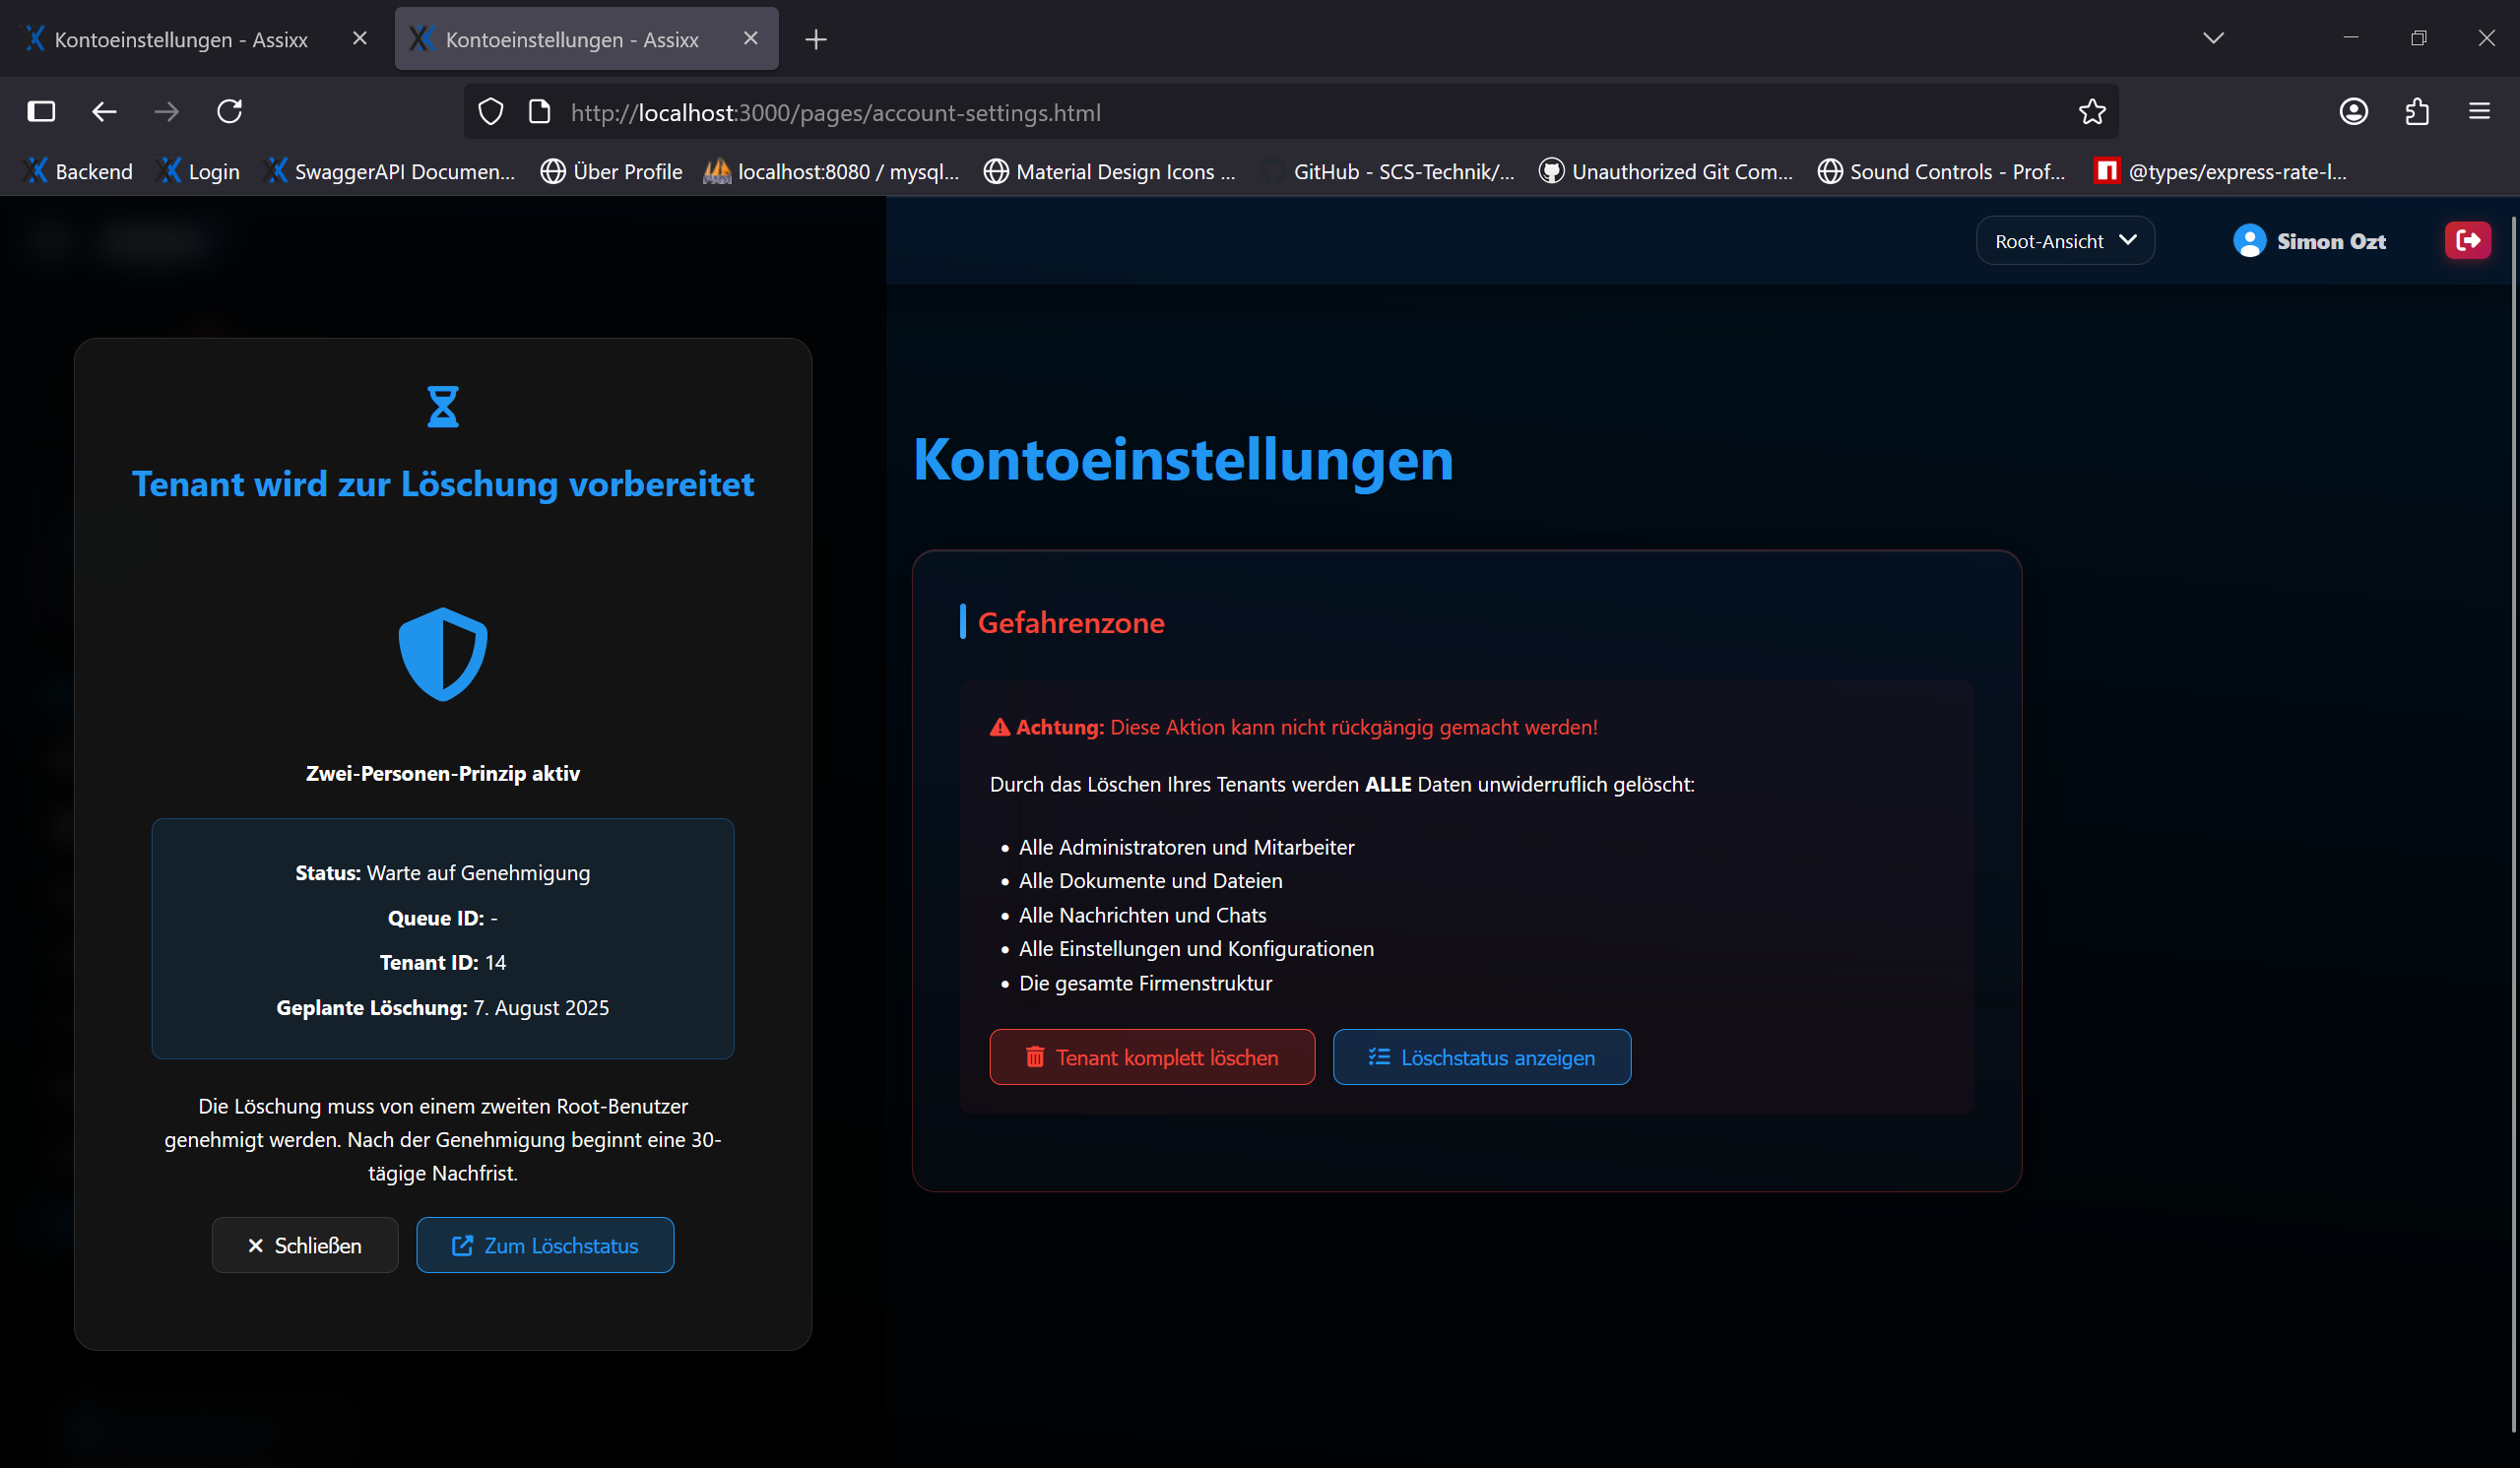 Kontoeinstellungen - Assixx
Kontoeinstellungen - Assixx
http://localhost:3000/pages/account-settings.html
Backend
Login
SwaggerAPI Documen...
Über Profile
localhost:8080 / mysql...
Material Design Icons ...
GitHub - SCS-Technik/...
Unauthorized Git Com...
Sound Controls - Prof...
@types/express-rate-l...
Root-Ansicht
Simon Ozt
Tenant wird zur Löschung vorbereitet
Zwei-Personen-Prinzip aktiv
Status: Warte auf Genehmigung
Queue ID: -
Tenant ID: 14
Geplante Löschung: 7. August 2025
Die Löschung muss von einem zweiten Root-Benutzer
genehmigt werden. Nach der Genehmigung beginnt eine 30-
tägige Nachfrist.
Schließen
Zum Löschstatus
Kontoeinstellungen
Gefahrenzone
Achtung: Diese Aktion kann nicht rückgängig gemacht werden!
Durch das Löschen Ihres Tenants werden ALLE Daten unwiderruflich gelöscht:
• Alle Administratoren und Mitarbeiter
• Alle Dokumente und Dateien
• Alle Nachrichten und Chats
• Alle Einstellungen und Konfigurationen
• Die gesamte Firmenstruktur
Tenant komplett löschen
Löschstatus anzeigen